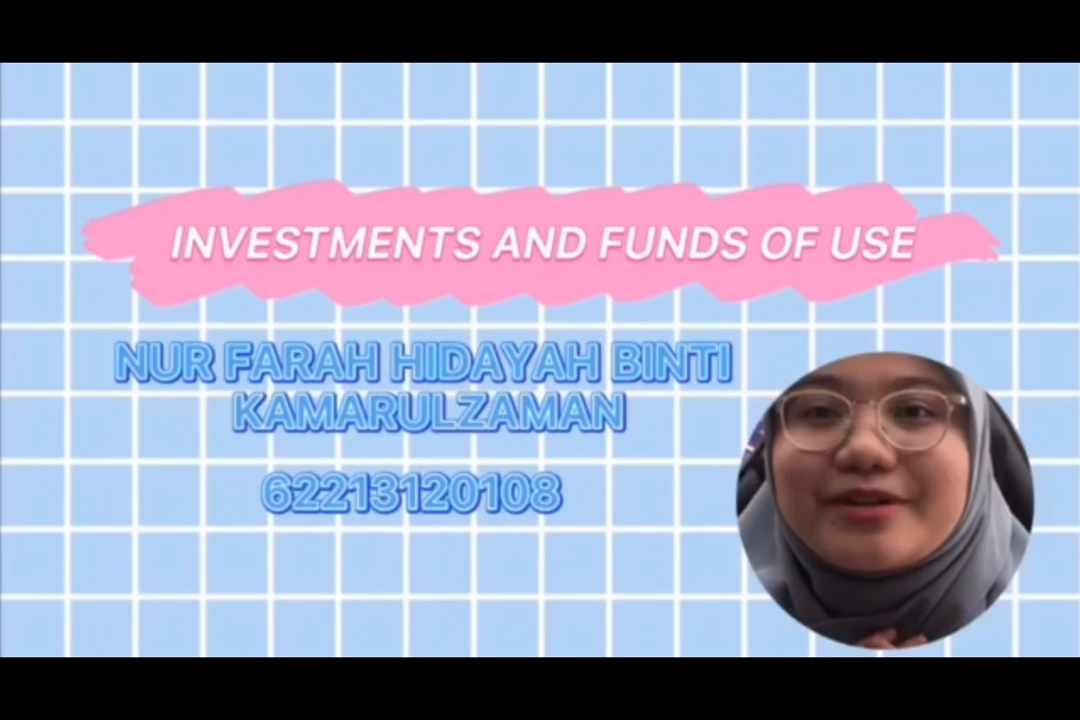 INVESTMENTS AND FUNDS OF USE
NUR FARAH HIDAYAH BINTI
KAMARULZAMAN
62213120108